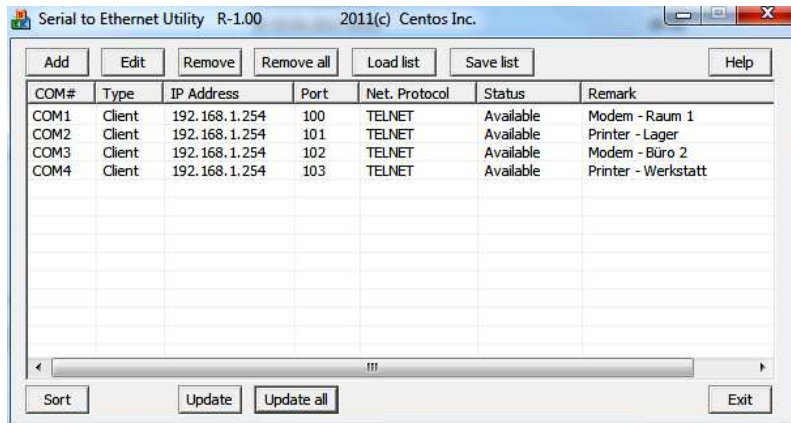 Serial to Ethernet Utility R-1.00 2011(c) Centos Inc.
Add Edit Remove Remove all Load list Save list Help
COM# Type IP Address Port Net. Protocol Status Remark
COM1 Client 192.168.1.254 100 TELNET Available Modem - Raum 1
COM2 Client 192.168.1.254 101 TELNET Available Printer - Lager
COM3 Client 192.168.1.254 102 TELNET Available Modem - Büro 2
COM4 Client 192.168.1.254 103 TELNET Available Printer - Werkstatt
Sort Update Update all Exit